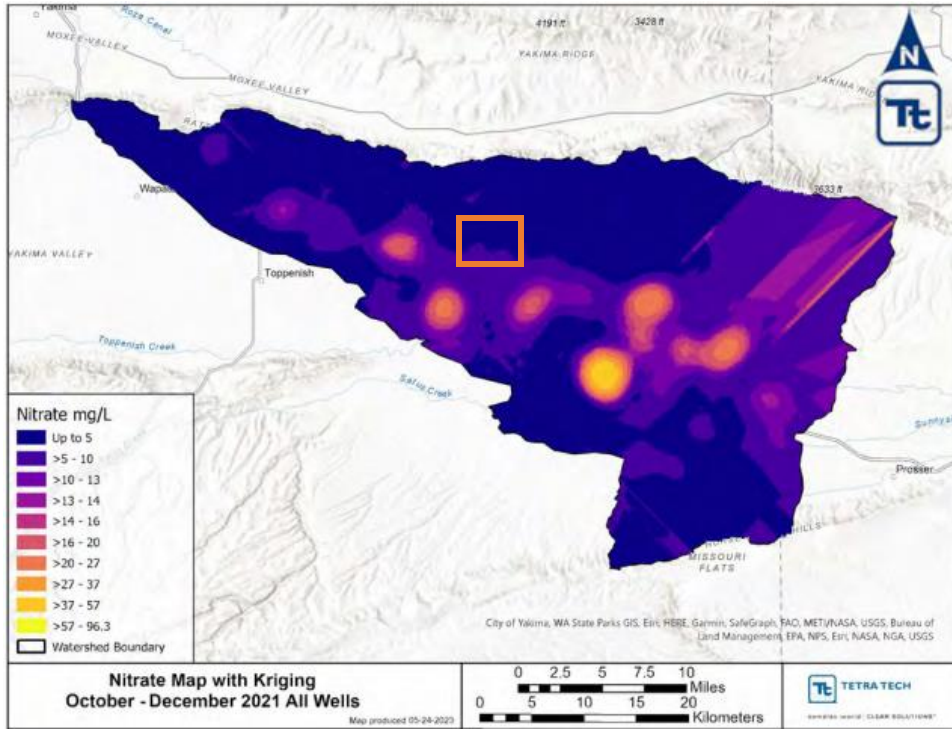 Yakima
Roza Canal
4191 ft
3428 ft
MOXEE VALLEY
YAKIMA RIDGE
MOXEE VALLEY
N
Tt
3633 ft
YAKIMA VALLEY
Toppenish
Toppenish Creek
Satus Creek
Prosser
MISSOURI
FLATS
Nitrate mg/L
Up to 5
>5 - 10
>10 - 13
>13 - 14
>14 - 16
>16 - 20
>20 - 27
>27 - 37
>37 - 57
>57 - 96.3
Watershed Boundary
City of Yakima, WA State Parks GIS, Esri, HERE, Garmin, SafeGraph, FAO, METI/NASA, USGS, Bureau of
Land Management, EPA, NPS, Esri, NASA, NGA, USGS
Nitrate Map with Kriging
October - December 2021 All Wells
Map produced 05-24-2023
0 2.5 5 7.5 10
Miles
0 5 10 15 20
Kilometers
Tt TETRA TECH
complex world | CLEAR SOLUTIONS™